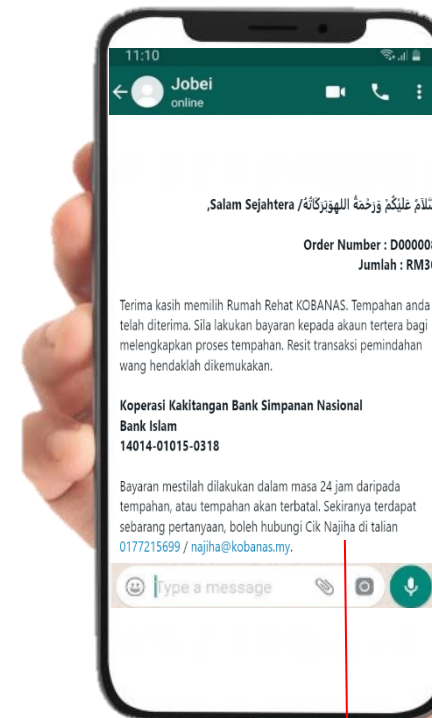 11:10
Jobei
online
السَّلاَمُ عَلَيْكُمْ وَرَحْمَةُ اللهِوَبَرَكَاتُهُ/ Salam Sejahtera,
Order Number : D000008
Jumlah : RM30
Terima kasih memilih Rumah Rehat KOBANAS. Tempahan anda
telah diterima. Sila lakukan bayaran kepada akaun tertera bagi
melengkapkan proses tempahan. Resit transaksi pemindahan
wang hendaklah dikemukakan.
Koperasi Kakitangan Bank Simpanan Nasional
Bank Islam
14014-01015-0318
Bayaran mestilah dilakukan dalam masa 24 jam daripada
tempahan, atau tempahan akan terbatal. Sekiranya terdapat
sebarang pertanyaan, boleh hubungi Cik Najiha di talian
0177215699 / najiha@kobanas.my.
Type a message